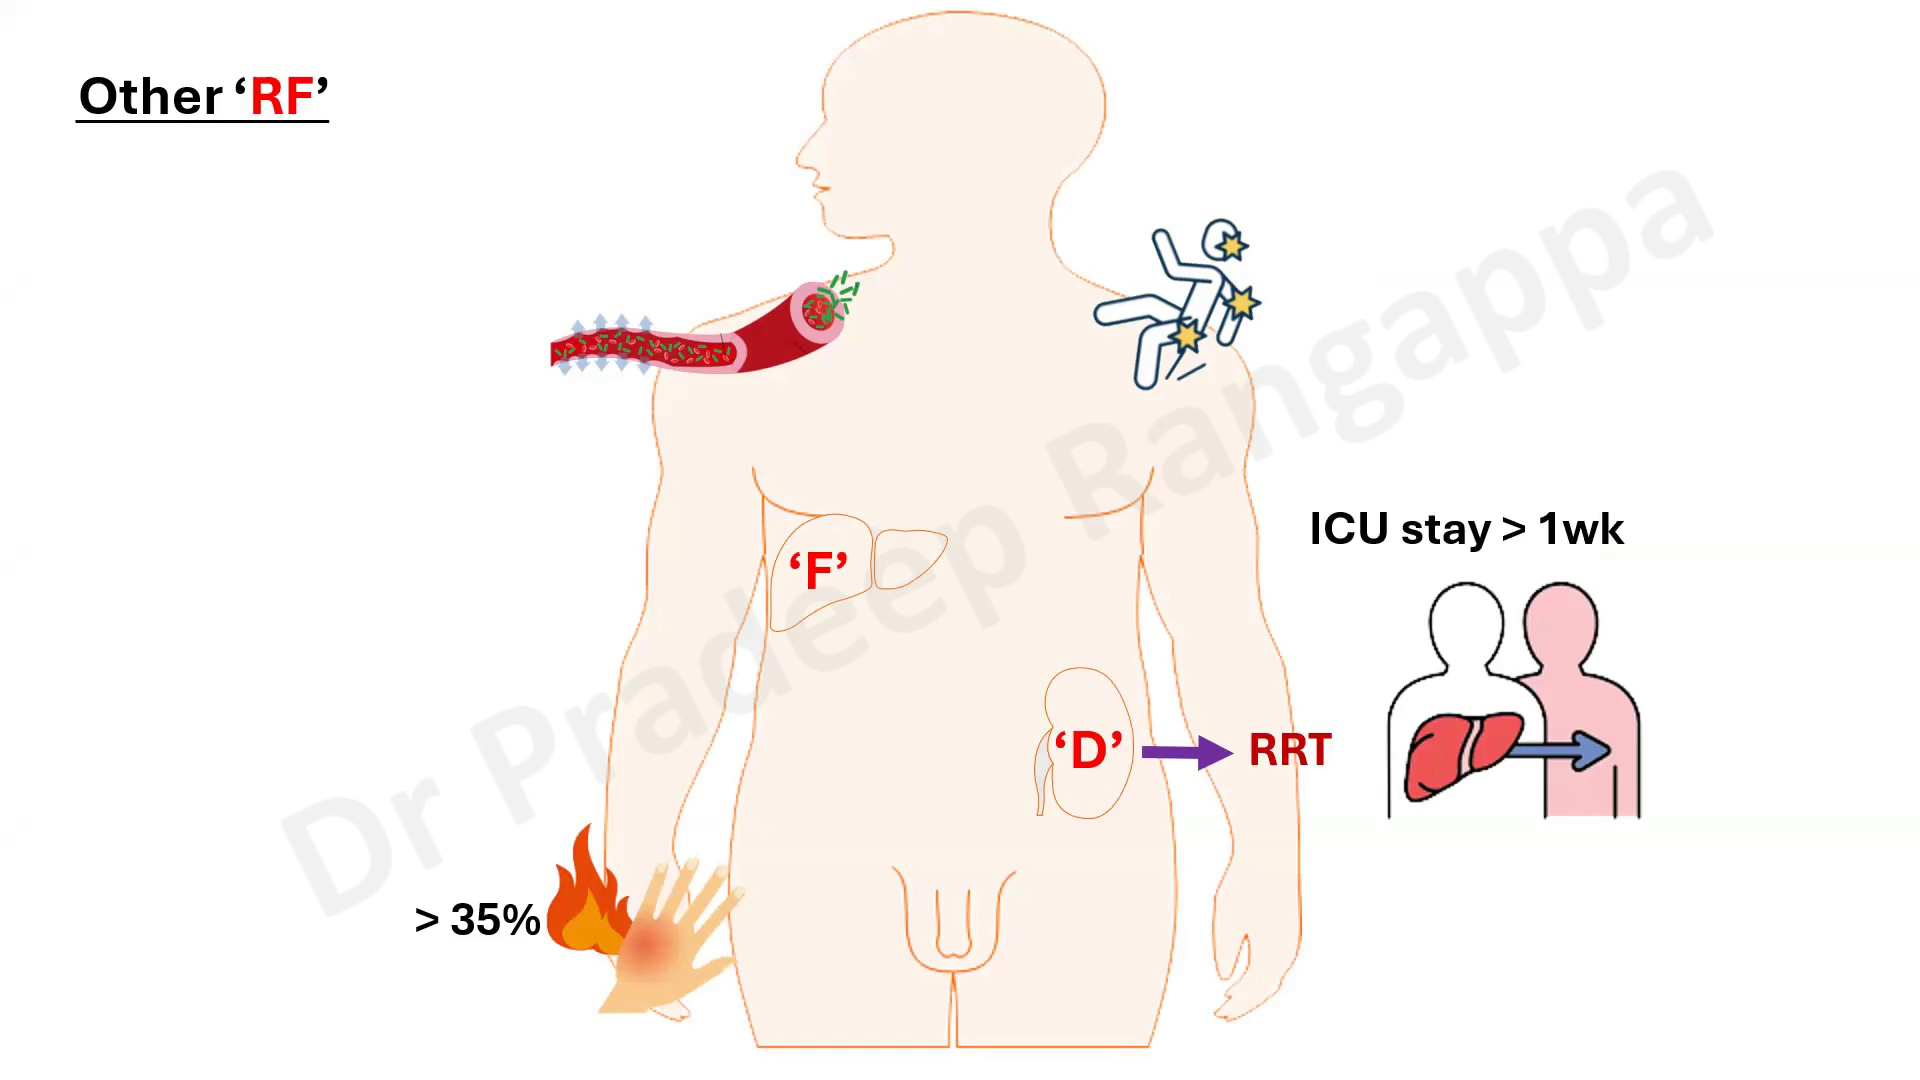 Other ‘RF’
ICU stay > 1wk
‘F’
‘D’
RRT
> 35%
Dr Pradeep Rangappa